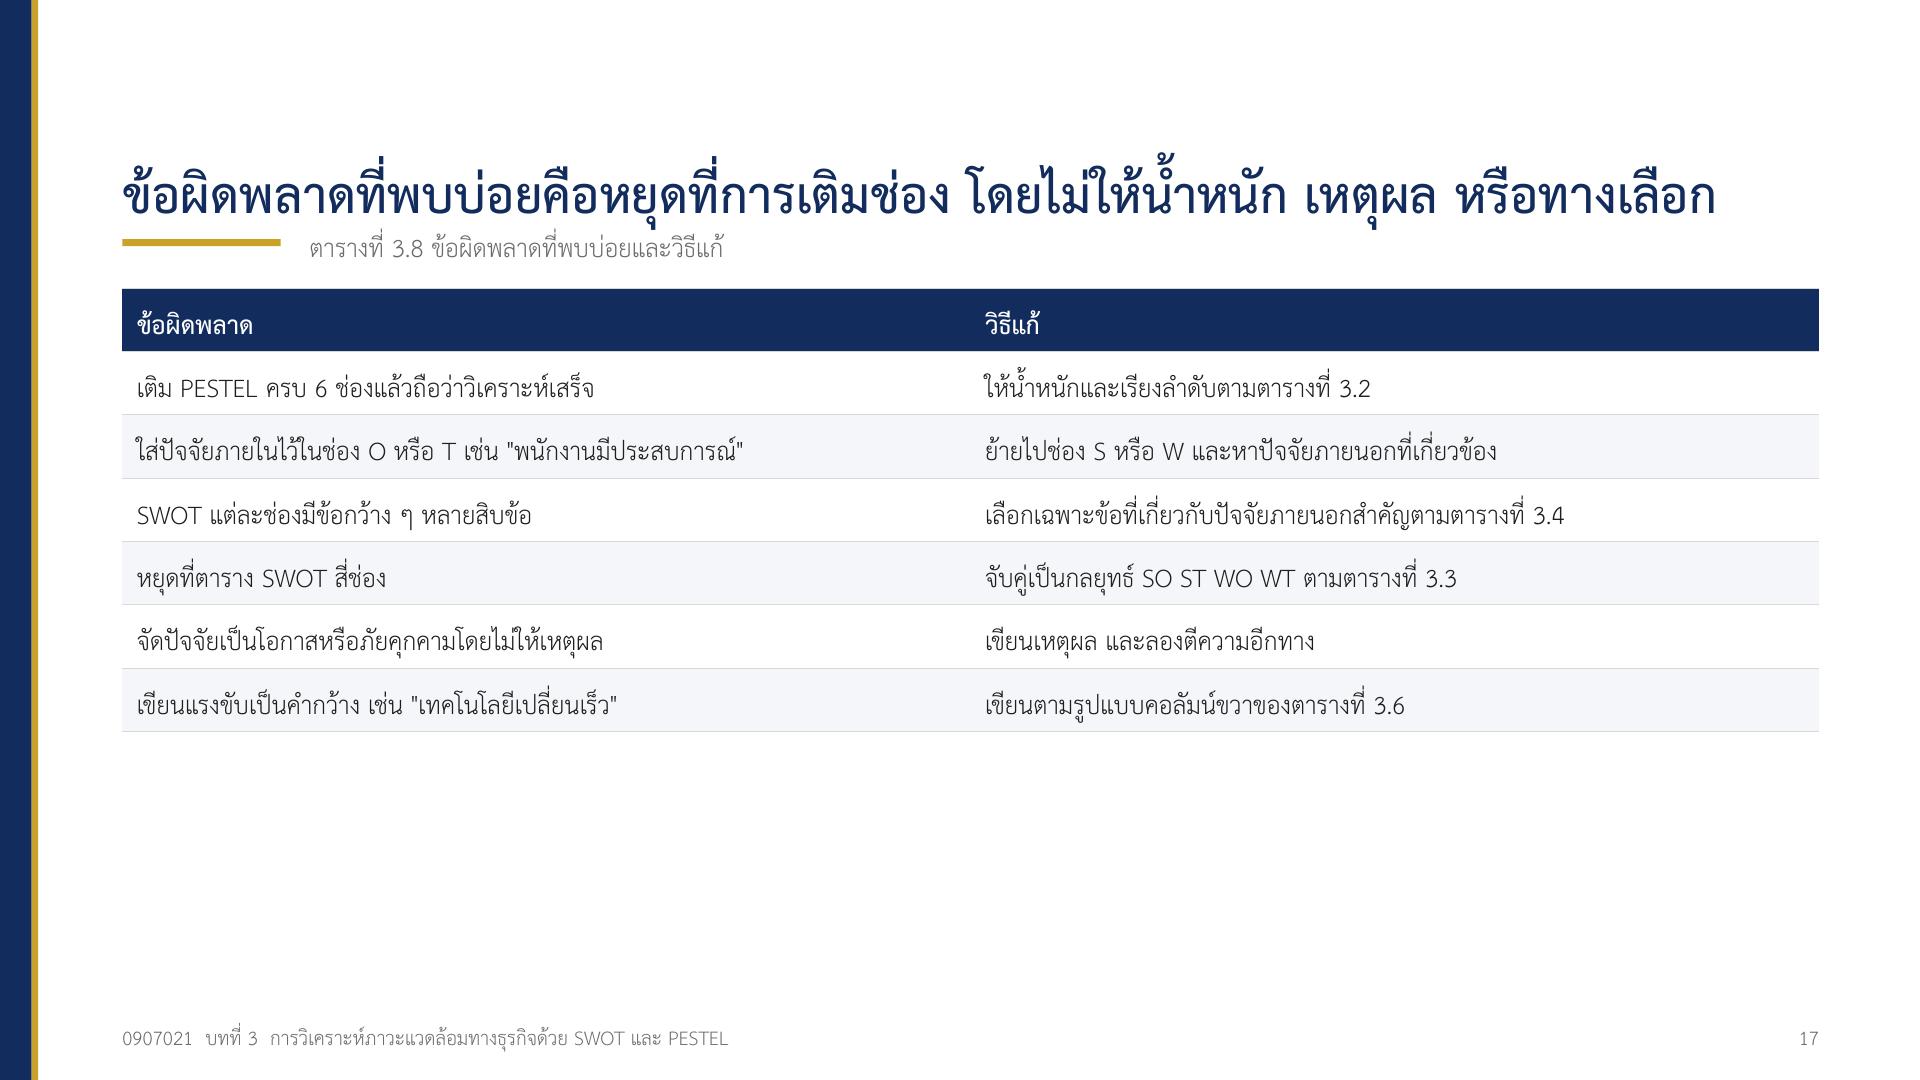 ข้อผิดพลาดที่พบบ่อยคือหยุดที่การเติมช่อง โดยไม่ให้น้ำหนัก เหตุผล หรือทางเลือก
ตารางที่ 3.8 ข้อผิดพลาดที่พบบ่อยและวิธีแก้
ข้อผิดพลาด วิธีแก้
เติม PESTEL ครบ 6 ช่องแล้วถือว่าวิเคราะห์เสร็จ ให้น้ำหนักและเรียงลำดับตามตารางที่ 3.2
ใส่ปัจจัยภายในไว้ในช่อง O หรือ T เช่น "พนักงานมีประสบการณ์" ย้ายไปช่อง S หรือ W และหาปัจจัยภายนอกที่เกี่ยวข้อง
SWOT แต่ละช่องมีข้อกว้าง ๆ หลายสิบข้อ เลือกเฉพาะข้อที่เกี่ยวกับปัจจัยภายนอกสำคัญตามตารางที่ 3.4
หยุดที่ตาราง SWOT สี่ช่อง จับคู่เป็นกลยุทธ์ SO ST WO WT ตามตารางที่ 3.3
จัดปัจจัยเป็นโอกาสหรือภัยคุกคามโดยไม่ให้เหตุผล เขียนเหตุผล และลองตีความอีกทาง
เขียนแรงขับเป็นคำกว้าง เช่น "เทคโนโลยีเปลี่ยนเร็ว" เขียนตามรูปแบบคอลัมน์ขวาของตารางที่ 3.6
0907021 บทที่ 3 การวิเคราะห์ภาวะแวดล้อมทางธุรกิจด้วย SWOT และ PESTEL 17